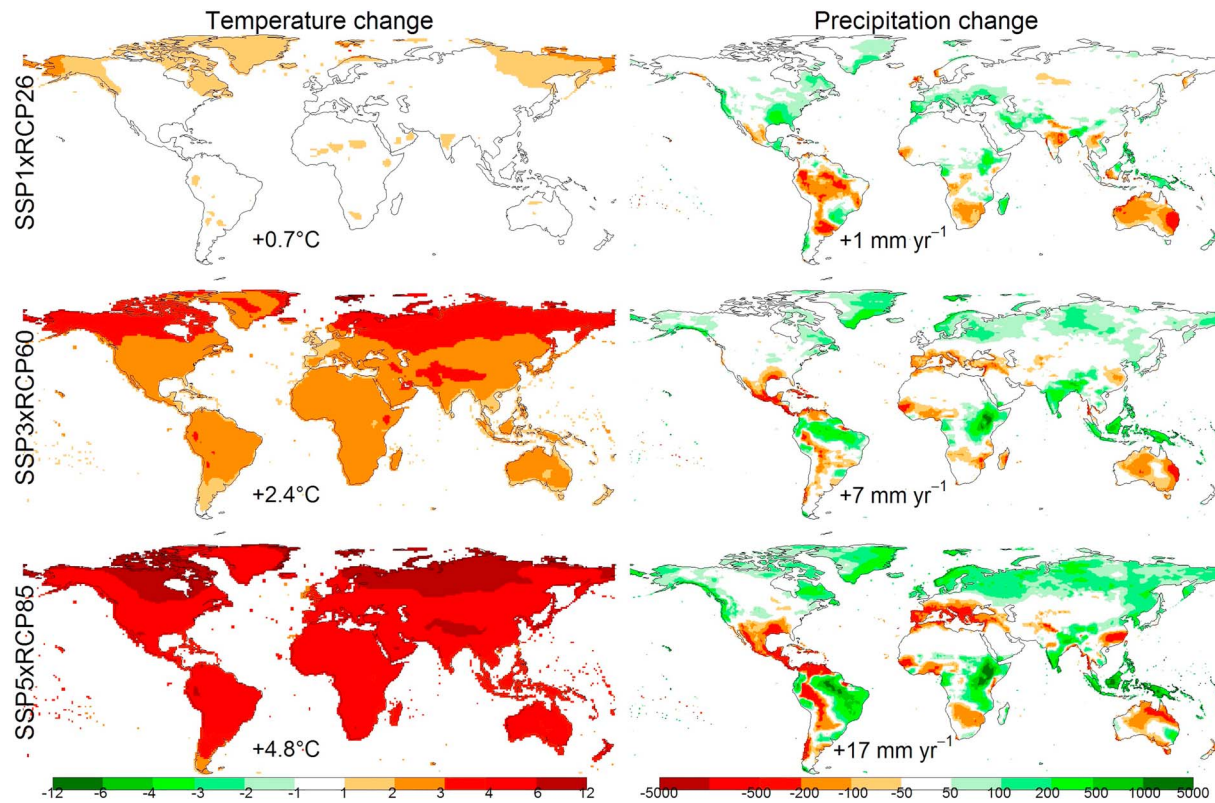 Temperature change
Precipitation change
SSP1xRCP26
+0.7°C
+1 mm yr⁻¹
SSP3xRCP60
+2.4°C
+7 mm yr⁻¹
SSP5xRCP85
+4.8°C
+17 mm yr⁻¹
-12 -6 -4 -3 -2 -1 1 2 3 4 6 12
-5000 -500 -200 -100 -50 50 100 200 500 1000 5000